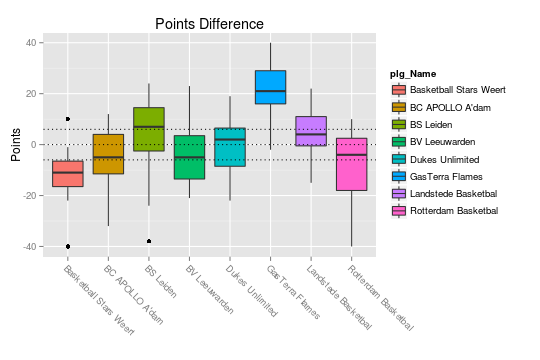 Points Difference
Points
40
20
0
-20
-40
Basketball Stars Weert
BC APOLLO A'dam
BS Leiden
BV Leeuwarden
Dukes Unlimited
GasTerra Flames
Landstede Basketbal
Rotterdam Basketbal
plg_Name
Basketball Stars Weert
BC APOLLO A'dam
BS Leiden
BV Leeuwarden
Dukes Unlimited
GasTerra Flames
Landstede Basketbal
Rotterdam Basketbal